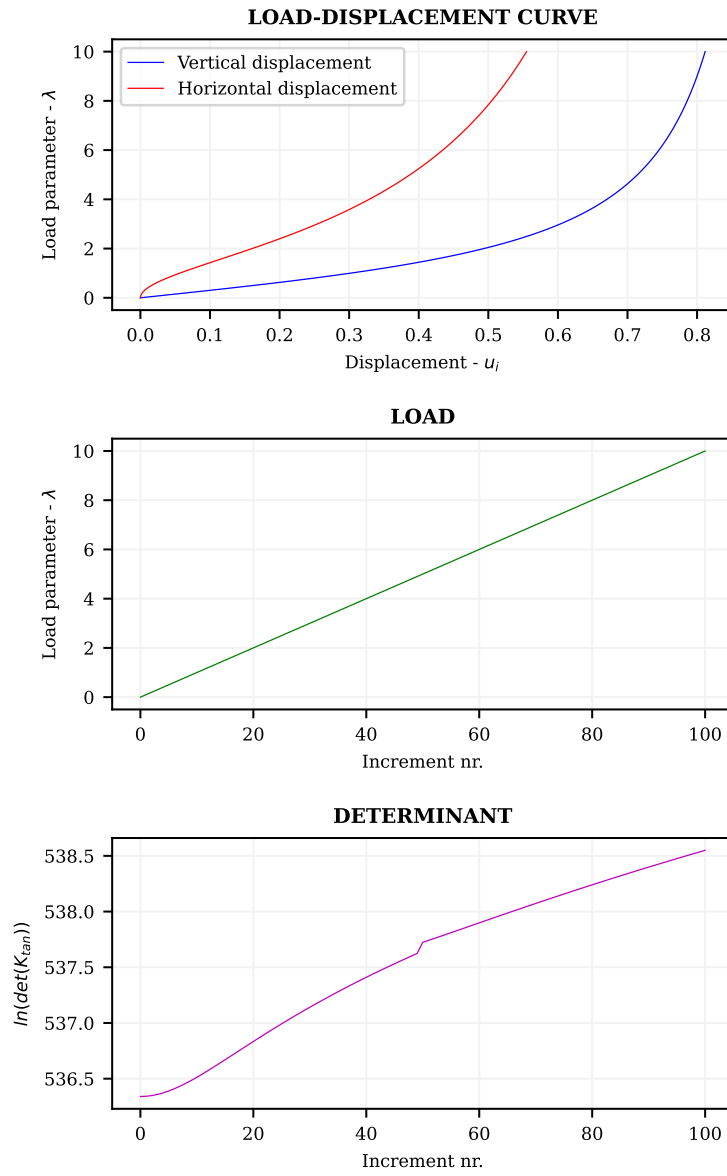 LOAD-DISPLACEMENT CURVE
Load parameter - λ
10
8
6
4
2
0
Vertical displacement
Horizontal displacement
0.0 0.1 0.2 0.3 0.4 0.5 0.6 0.7 0.8
Displacement - u_i
LOAD
Load parameter - λ
10
8
6
4
2
0
0 20 40 60 80 100
Increment nr.
DETERMINANT
ln(det(K_tan))
538.5
538.0
537.5
537.0
536.5
0 20 40 60 80 100
Increment nr.